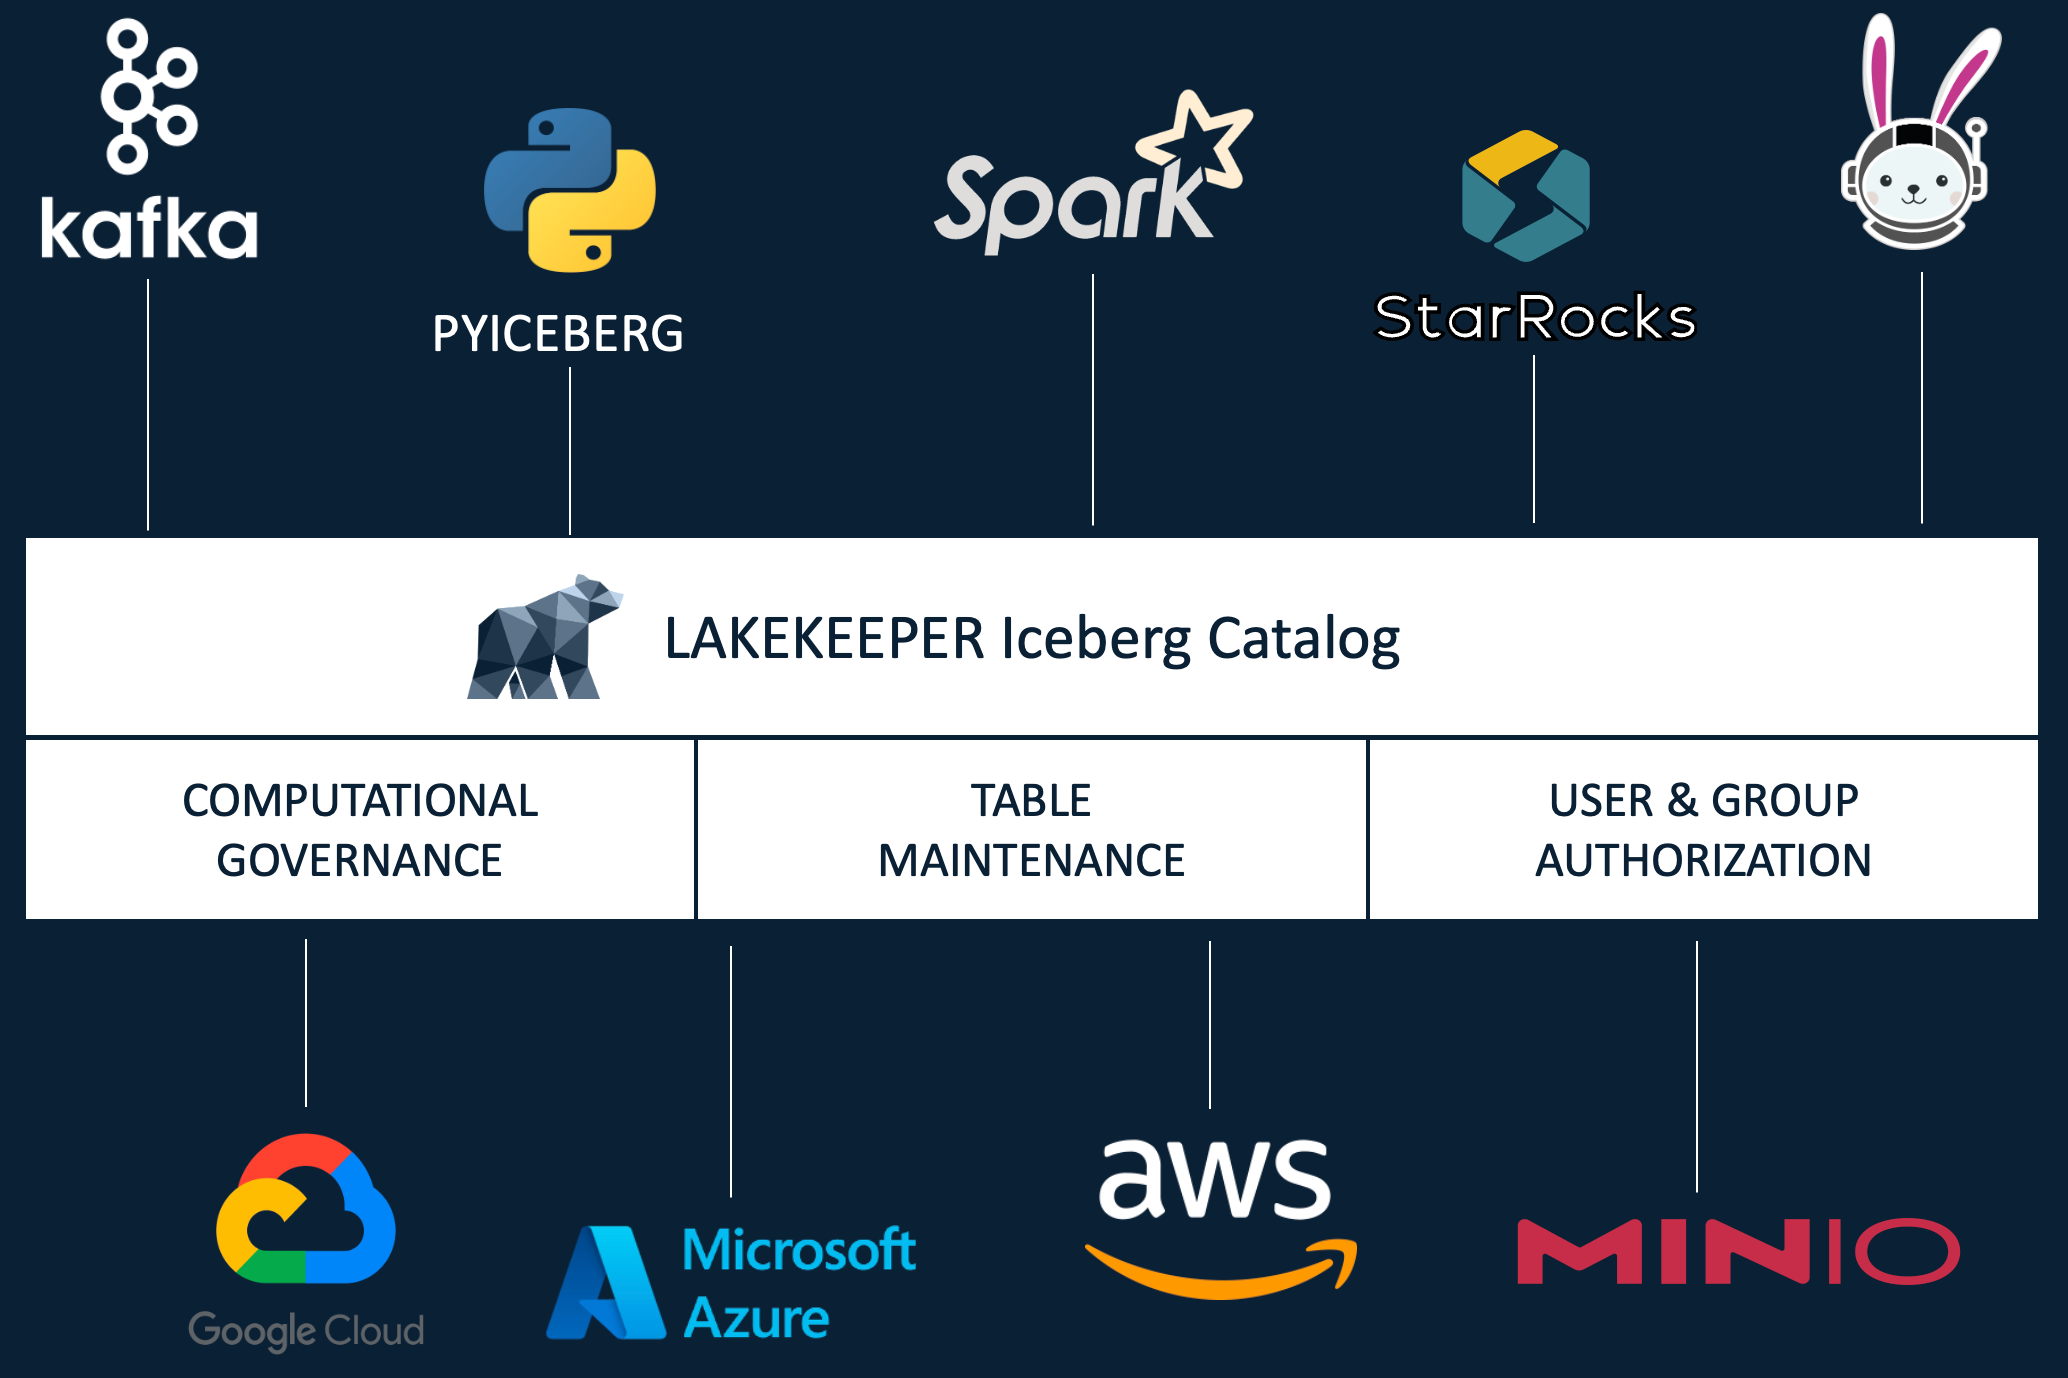 kafka
PYICEBERG
Spark
StarRocks
LAKEKEEPER Iceberg Catalog
COMPUTATIONAL
GOVERNANCE
TABLE
MAINTENANCE
USER & GROUP
AUTHORIZATION
Google Cloud
Microsoft
Azure
aws
MINIO